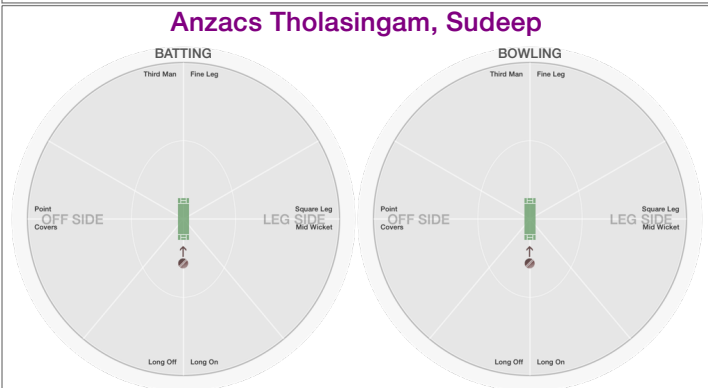 Anzacs Tholasingam, Sudeep
BATTING
Third Man Fine Leg
Point
OFF SIDE
Covers
Square Leg
LEG SIDE
Mid Wicket
Long Off Long On
BOWLING
Third Man Fine Leg
Point
OFF SIDE
Covers
Square Leg
LEG SIDE
Mid Wicket
Long Off Long On